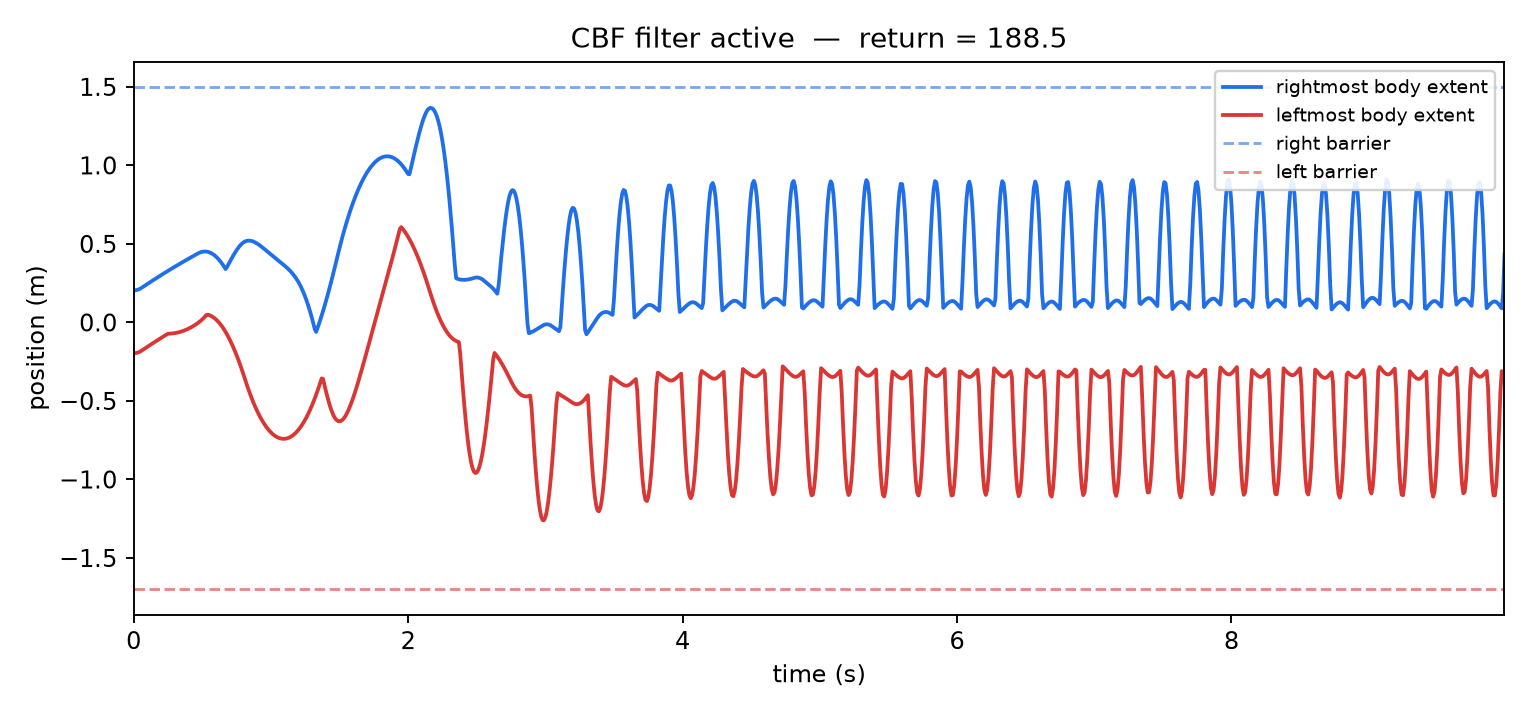 CBF filter active — return = 188.5
rightmost body extent
leftmost body extent
right barrier
left barrier
1.5
1.0
0.5
0.0
−0.5
−1.0
−1.5
position (m)
0 2 4 6 8
time (s)